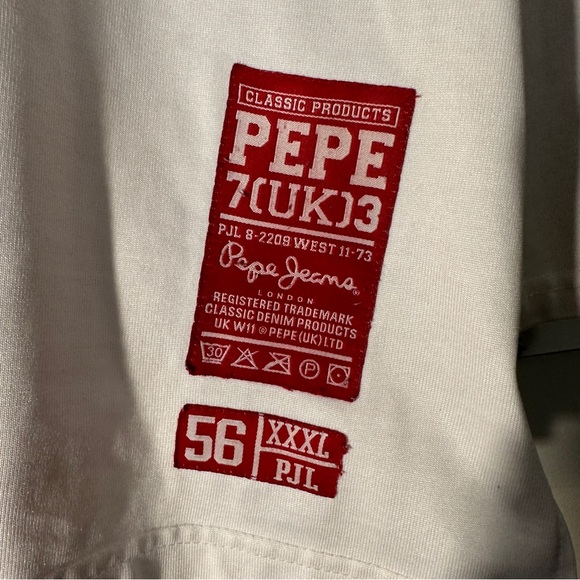 CLASSIC PRODUCTS
PEPE
7(UK)3
PJL 8-2209 WEST 11-73
Pepe Jeans®
LONDON
REGISTERED TRADEMARK
CLASSIC DENIM PRODUCTS
UK W11 © PEPE (UK) LTD
30 P
56 XXXL
PJL